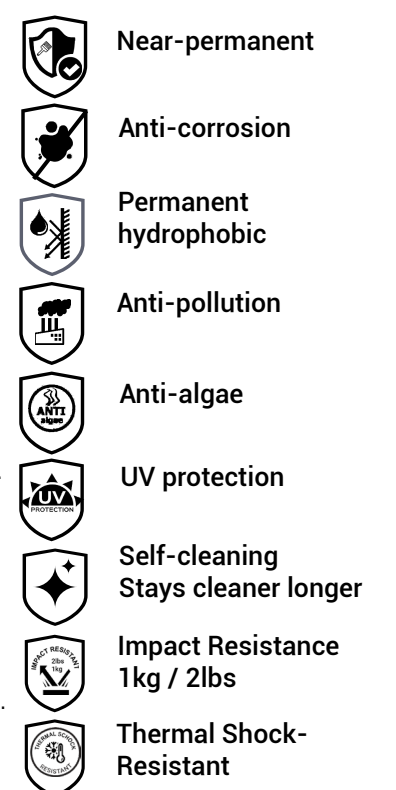 Near-permanent
Anti-corrosion
Permanent
hydrophobic
Anti-pollution
ANTI
algae
Anti-algae
UV
PROTECTION
UV protection
Self-cleaning
Stays cleaner longer
IMPACT RESISTANT
2lbs
1kg
Impact Resistance
1kg / 2lbs
THERMAL SCHOCK
RESISTANT
Thermal Shock-
Resistant